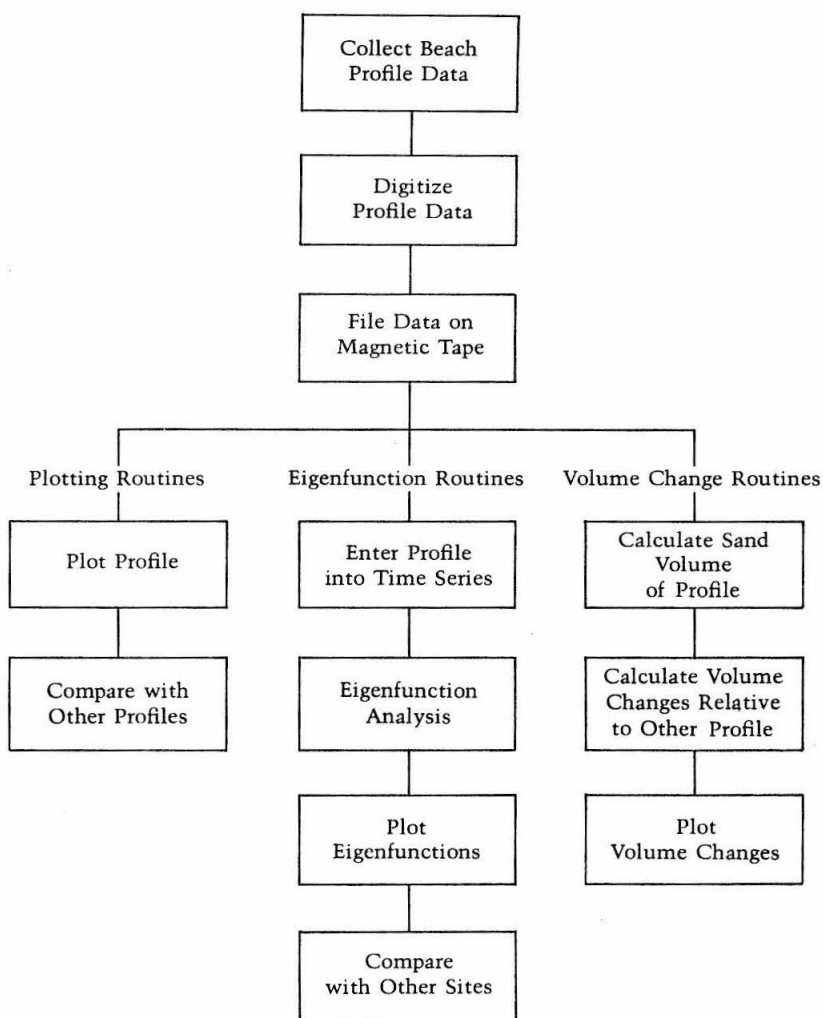 Collect Beach
Profile Data
Digitize
Profile Data
File Data on
Magnetic Tape
Plotting Routines
Eigenfunction Routines
Volume Change Routines
Plot Profile
Enter Profile
into Time Series
Calculate Sand
Volume
of Profile
Compare with
Other Profiles
Eigenfunction
Analysis
Calculate Volume
Changes Relative
to Other Profile
Plot
Eigenfunctions
Plot
Volume Changes
Compare
with Other Sites